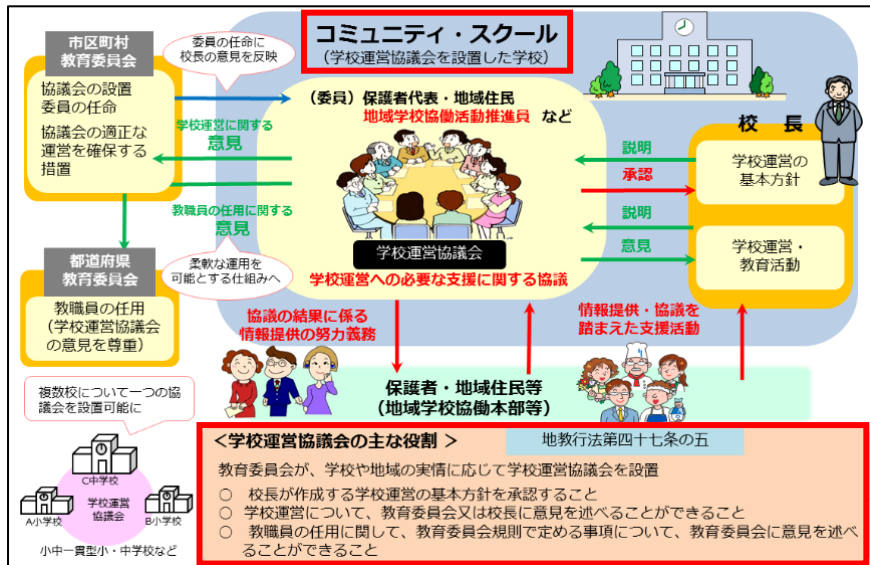 コミュニティ・スクール
(学校運営協議会を設置した学校)
市区町村
教育委員会
協議会の設置
委員の任命
協議会の適正な
運営を確保する
措置
委員の任命に
校長の意見を反映
学校運営に関する
意見
教職員の任用に関する
意見
柔軟な運用を
可能とする仕組みへ
都道府県
教育委員会
教職員の任用
(学校運営協議会
の意見を尊重)
(委員)保護者代表・地域住民
地域学校協働活動推進員 など
学校運営協議会
学校運営への必要な支援に関する協議
説明
承認
説明
意見
校 長
学校運営の
基本方針
学校運営・
教育活動
協議の結果に係る
情報提供の努力義務
情報提供・協議を
踏まえた支援活動
保護者・地域住民等
(地域学校協働本部等)
複数校について一つの協
議会を設置可能に
C中学校
学校運営
協議会
A小学校
B小学校
小中一貫型小・中学校など
<学校運営協議会の主な役割 >
地教行法第四十七条の五
教育委員会が、学校や地域の実情に応じて学校運営協議会を設置
○ 校長が作成する学校運営の基本方針を承認すること
○ 学校運営について、教育委員会又は校長に意見を述べることができること
○ 教職員の任用に関して、教育委員会規則で定める事項について、教育委員会に意見を述べ
ることができること